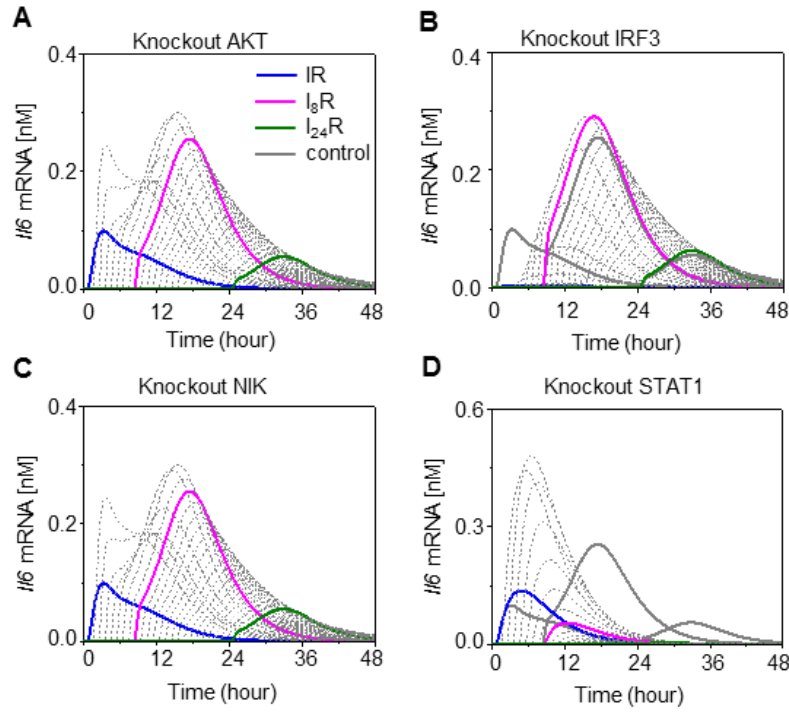 A
Knockout AKT
0.4
0.2
0.0
Il6 mRNA [nM]
IR
I₈R
I₂₄R
control
0 12 24 36 48
Time (hour)
B
Knockout IRF3
0.4
0.2
0.0
Il6 mRNA [nM]
0 12 24 36 48
Time (hour)
C
Knockout NIK
0.4
0.2
0.0
Il6 mRNA [nM]
0 12 24 36 48
Time (hour)
D
Knockout STAT1
0.6
0.3
0.0
Il6 mRNA [nM]
0 12 24 36 48
Time (hour)